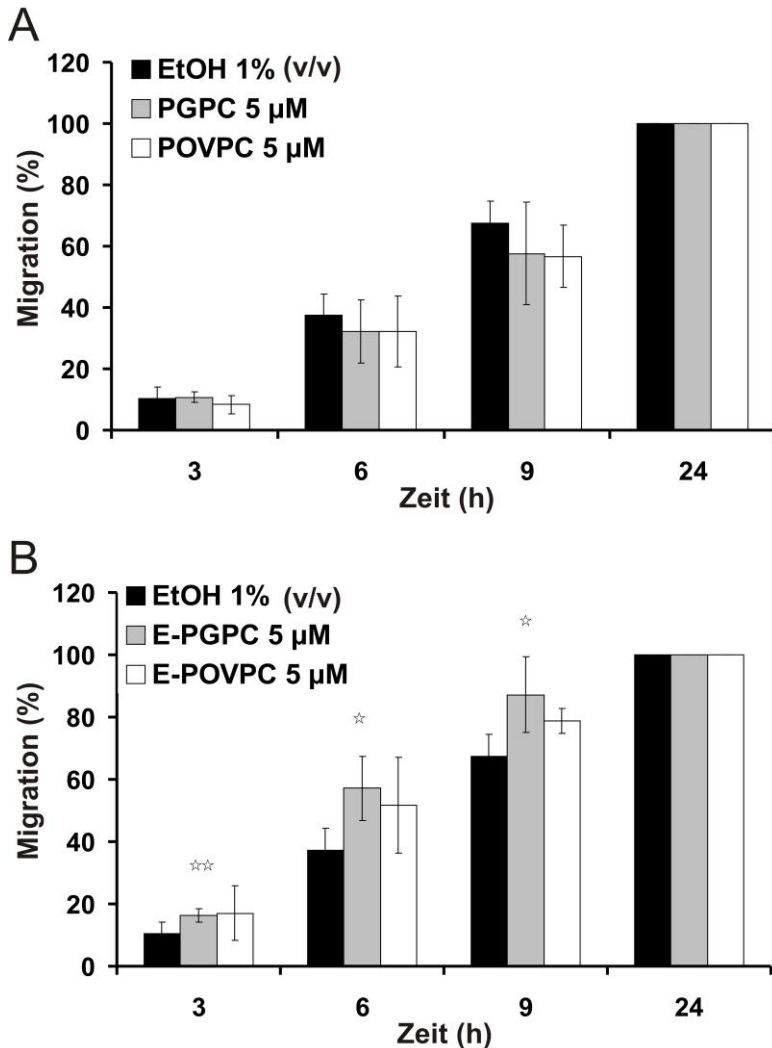 A
120
100
80
60
40
20
0
Migration (%)
EtOH 1% (v/v)
PGPC 5 µM
POVPC 5 µM
3 6 9 24
Zeit (h)
B
120
100
80
60
40
20
0
Migration (%)
EtOH 1% (v/v)
E-PGPC 5 µM
E-POVPC 5 µM
☆☆
☆
☆
3 6 9 24
Zeit (h)